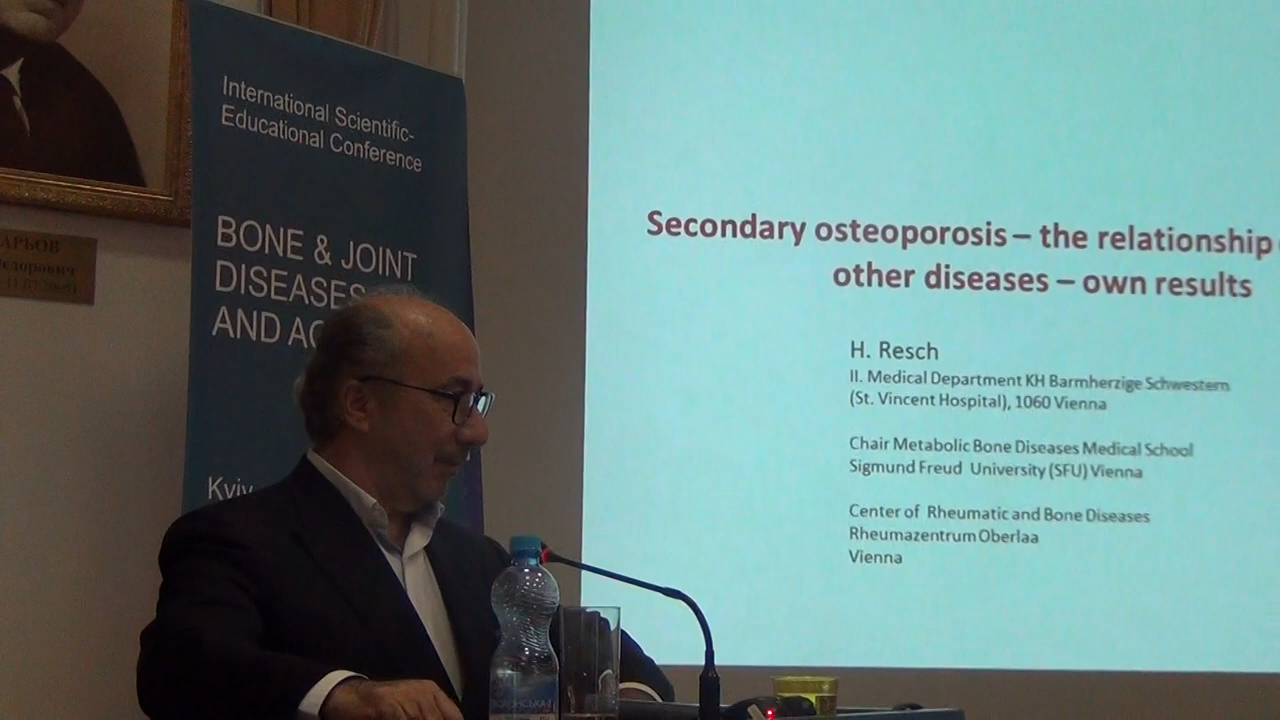 International Scientific-
Educational Conference
BONE & JOINT
DISEASES
AND
Kyiv
АРЬОВ
Secondary osteoporosis – the relationship
other diseases – own results
H. Resch
II. Medical Department KH Barmherzige Schwestern
(St. Vincent Hospital), 1060 Vienna
Chair Metabolic Bone Diseases Medical School
Sigmund Freud University (SFU) Vienna
Center of Rheumatic and Bone Diseases
Rheumazentrum Oberlaa
Vienna